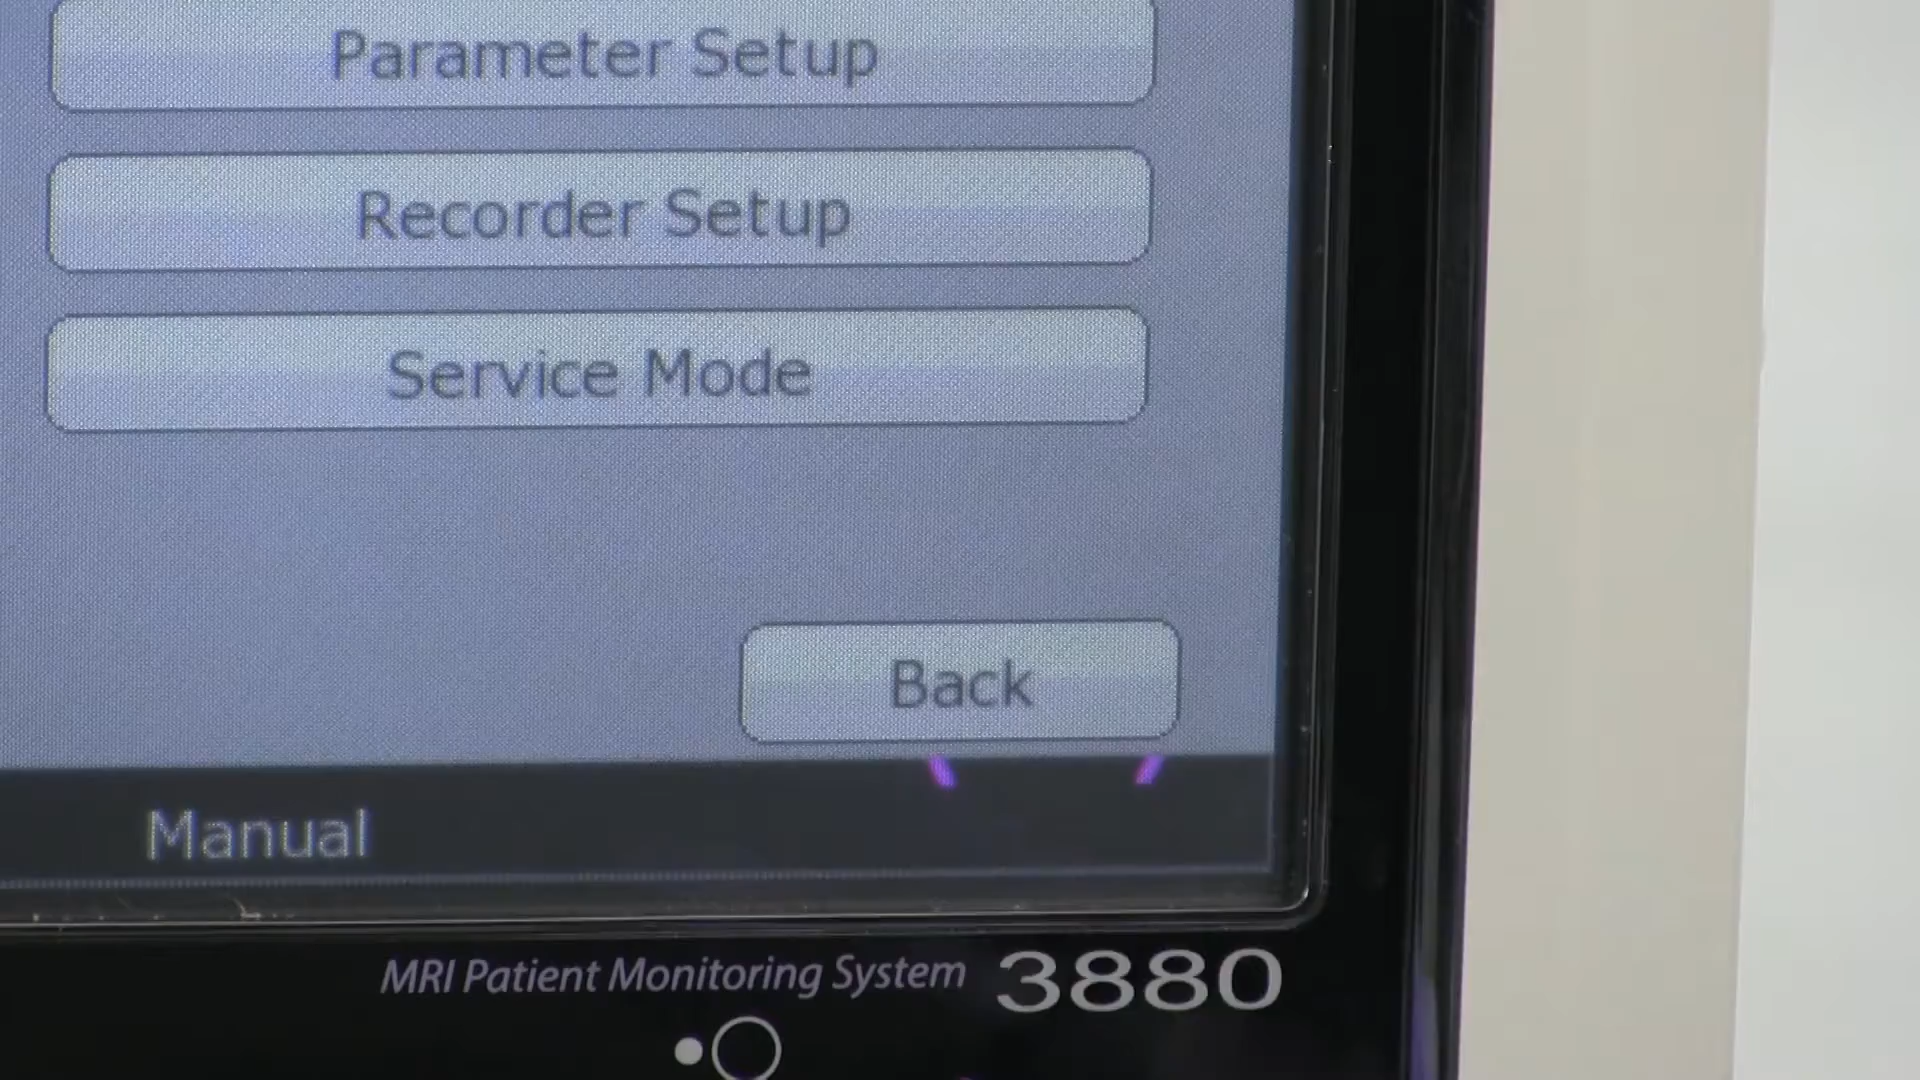 Parameter Setup
Recorder Setup
Service Mode
Back
Manual
MRI Patient Monitoring System 3880